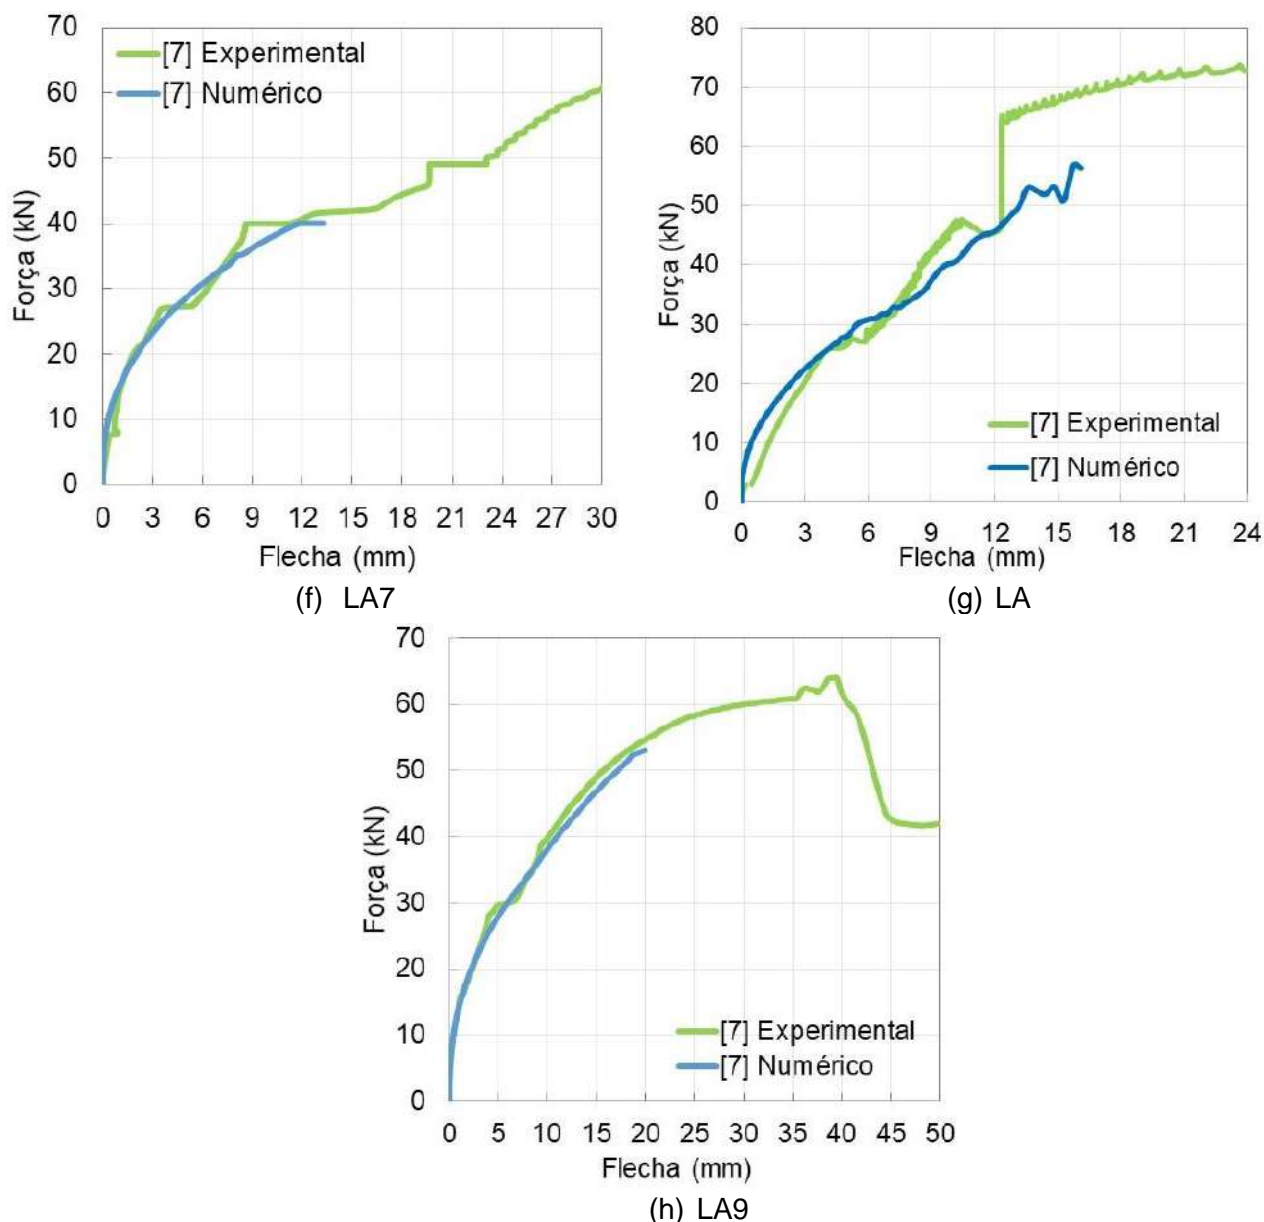 70
60
50
40
30
20
10
0
Força (kN)
[7] Experimental
[7] Numérico
0 3 6 9 12 15 18 21 24 27 30
Flecha (mm)
(f) LA7
80
70
60
50
40
30
20
10
0
Força (kN)
[7] Experimental
[7] Numérico
0 3 6 9 12 15 18 21 24
Flecha (mm)
(g) LA
70
60
50
40
30
20
10
0
Força (kN)
[7] Experimental
[7] Numérico
0 5 10 15 20 25 30 35 40 45 50
Flecha (mm)
(h) LA9